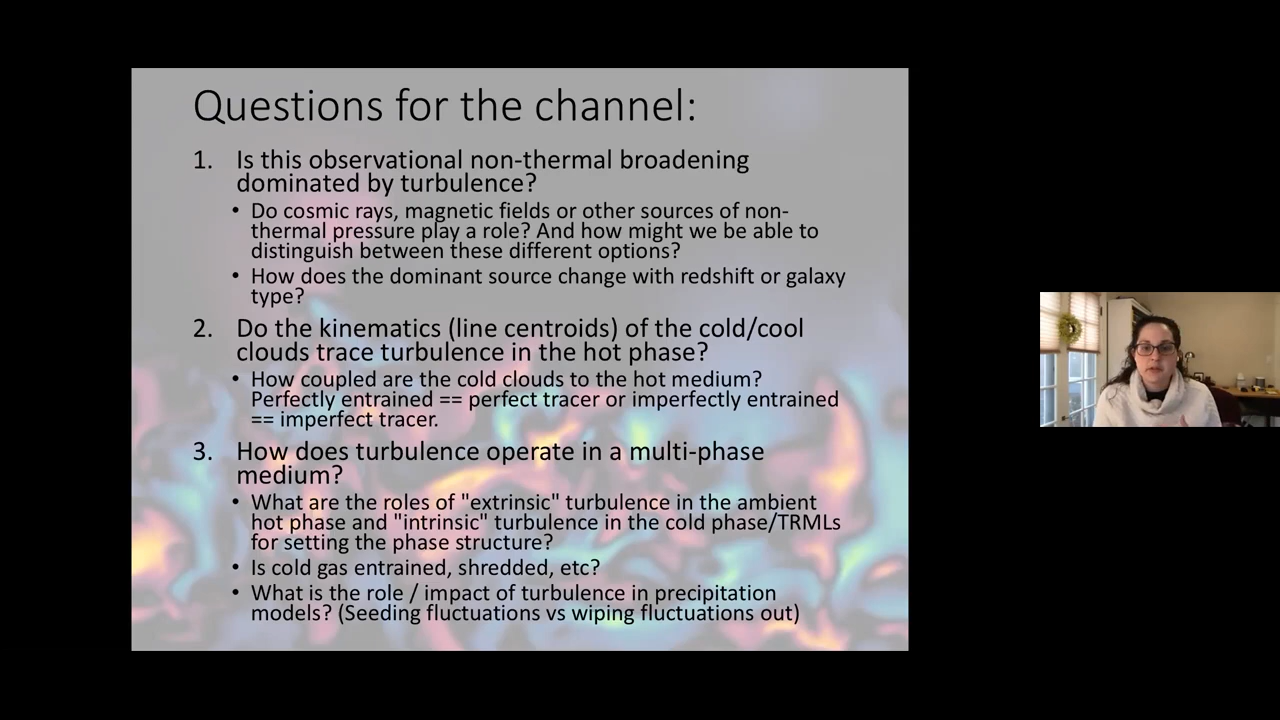 Questions for the channel:
1. Is this observational non-thermal broadening
dominated by turbulence?
• Do cosmic rays, magnetic fields or other sources of non-
thermal pressure play a role? And how might we be able to
distinguish between these different options?
• How does the dominant source change with redshift or galaxy
type?
2. Do the kinematics (line centroids) of the cold/cool
clouds trace turbulence in the hot phase?
• How coupled are the cold clouds to the hot medium?
Perfectly entrained == perfect tracer or imperfectly entrained
== imperfect tracer.
3. How does turbulence operate in a multi-phase
medium?
• What are the roles of "extrinsic" turbulence in the ambient
hot phase and "intrinsic" turbulence in the cold phase/TRMLs
for setting the phase structure?
• Is cold gas entrained, shredded, etc?
• What is the role / impact of turbulence in precipitation
models? (Seeding fluctuations vs wiping fluctuations out)